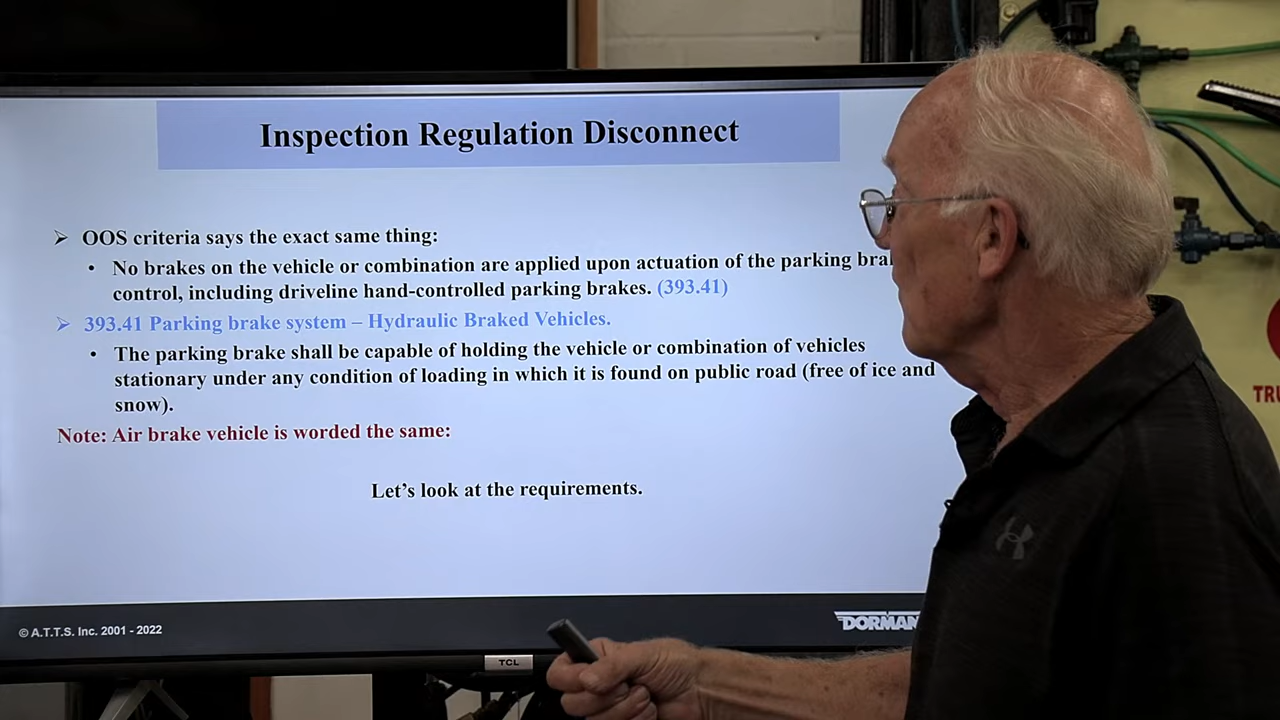 Inspection Regulation Disconnect
OOS criteria says the exact same thing:
No brakes on the vehicle or combination are applied upon actuation of the parking
control, including driveline hand-controlled parking brakes. (393.41)
393.41 Parking brake system – Hydraulic Braked Vehicles.
The parking brake shall be capable of holding the vehicle or combination of vehicles
stationary under any condition of loading in which it is found on public road (free of ice and
snow).
Note: Air brake vehicle is worded the same:
Let's look at the requirements.
© A.T.T.S. Inc. 2001 - 2022
DORMAN
TCL